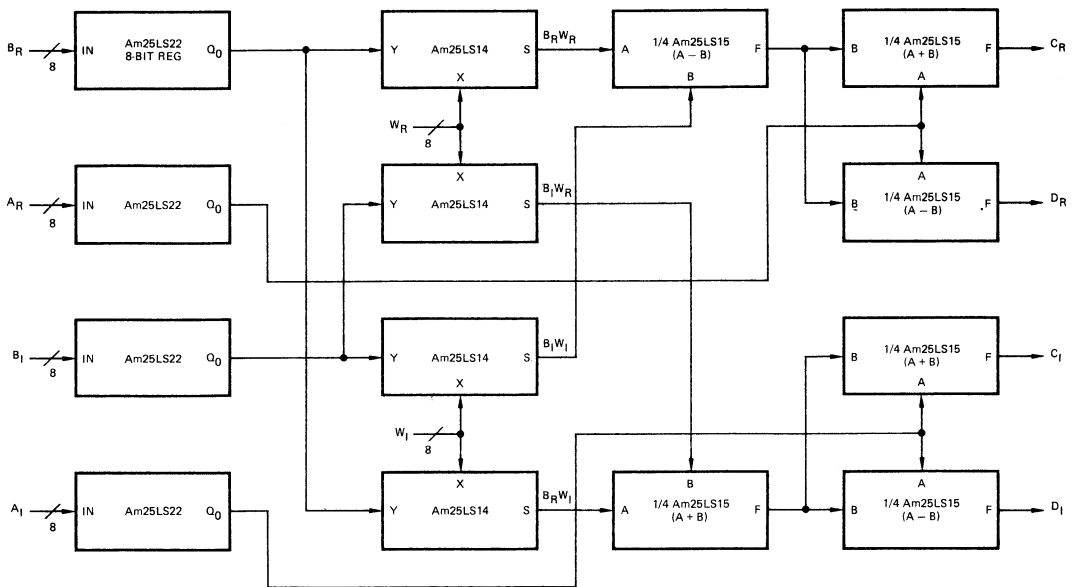 B_R 8 IN Am25LS22 8-BIT REG Q_0
Y Am25LS14 S X
B_RW_R
A 1/4 Am25LS15 (A − B) F B
B 1/4 Am25LS15 (A + B) F A
C_R
W_R 8
A_R 8 IN Am25LS22 Q_0
X Y Am25LS14 S
B_IW_R
A B 1/4 Am25LS15 (A − B) F
D_R
B_I 8 IN Am25LS22 Q_0
Y Am25LS14 S X
B_IW_I
B 1/4 Am25LS15 (A + B) F A
C_I
W_I 8
A_I 8 IN Am25LS22 Q_0
X Y Am25LS14 S
B_RW_I
B A 1/4 Am25LS15 (A + B) F
A B 1/4 Am25LS15 (A − B) F
D_I